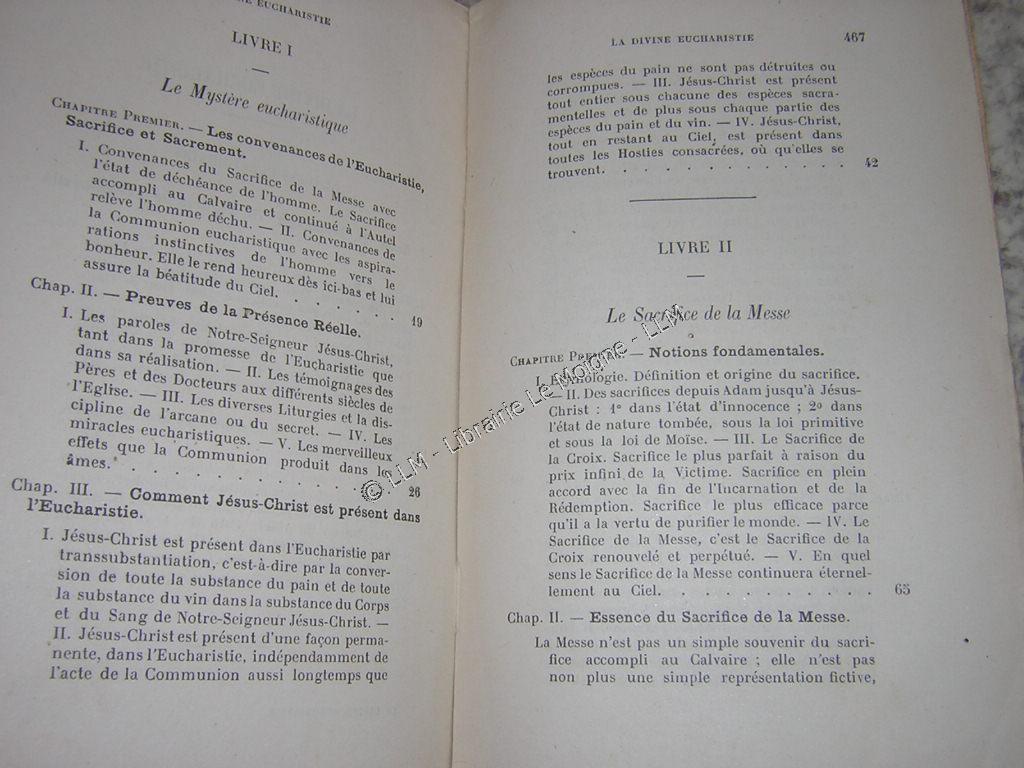 NE EUCHARISTIE
LIVRE I
Le Mystère eucharistique
CHAPITRE PREMIER. — Les convenances de l'Eucharistie,
Sacrifice et Sacrement.
I. Convenances du Sacrifice de la Messe avec
l'état de déchéance de l'homme. Le Sacrifice
accompli au Calvaire et continué à l'Autel
relève l'homme déchu. — II. Convenances de
la Communion eucharistique avec les aspira-
rations instinctives de l'homme vers le
bonheur. Elle le rend heureux dès ici-bas et lui
assure la béatitude du Ciel. . . . . . . . 19
Chap. II. — Preuves de la Présence Réelle.
I. Les paroles de Notre-Seigneur Jésus-Christ,
tant dans la promesse de l'Eucharistie que
dans sa réalisation. — II. Les témoignages des
Pères et des Docteurs aux différents siècles de
l'Eglise. — III. Les diverses Liturgies et la dis-
cipline de l'arcane ou du secret. — IV. Les
miracles eucharistiques. — V. Les merveilleux
effets que la Communion produit dans les
âmes. . . . . . . . . . . . 26
Chap. III. — Comment Jésus-Christ est présent dans
l'Eucharistie.
I. Jésus-Christ est présent dans l'Eucharistie par
transsubstantiation, c'est-à-dire par la conver-
sion de toute la substance du pain et de toute
la substance du vin dans la substance du Corps
et du Sang de Notre-Seigneur Jésus-Christ. —
II. Jésus-Christ est présent d'une façon perma-
nente, dans l'Eucharistie, indépendamment de
l'acte de la Communion aussi longtemps que
LA DIVINE EUCHARISTIE 467
les espèces du pain ne sont pas détruites ou
corrompues. — III. Jésus-Christ est présent
tout entier sous chacune des espèces sacra-
mentelles et de plus sous chaque partie des
espèces du pain et du vin. — IV. Jésus-Christ,
tout en restant au Ciel, est présent dans
toutes les Hosties consacrées, où qu'elles se
trouvent. . . . . . . . . . . . 42
LIVRE II
Le Sacrifice de la Messe
CHAPITRE PREMIER. — Notions fondamentales.
I. Etymologie. Définition et origine du sacrifice.
— II. Des sacrifices depuis Adam jusqu'à Jésus-
Christ : 1° dans l'état d'innocence ; 2° dans
l'état de nature tombée, sous la loi primitive
et sous la loi de Moïse. — III. Le Sacrifice de
la Croix. Sacrifice le plus parfait à raison du
prix infini de la Victime. Sacrifice en plein
accord avec la fin de l'Incarnation et de la
Rédemption. Sacrifice le plus efficace parce
qu'il a la vertu de purifier le monde. — IV. Le
Sacrifice de la Messe, c'est le Sacrifice de la
Croix renouvelé et perpétué. — V. En quel
sens le Sacrifice de la Messe continuera éternel-
lement au Ciel. . . . . . . . . . . 65
Chap. II. — Essence du Sacrifice de la Messe.
La Messe n'est pas un simple souvenir du sacri-
fice accompli au Calvaire ; elle n'est pas
non plus une simple représentation fictive,
© LLM - Librairie Le Moigne - LLM